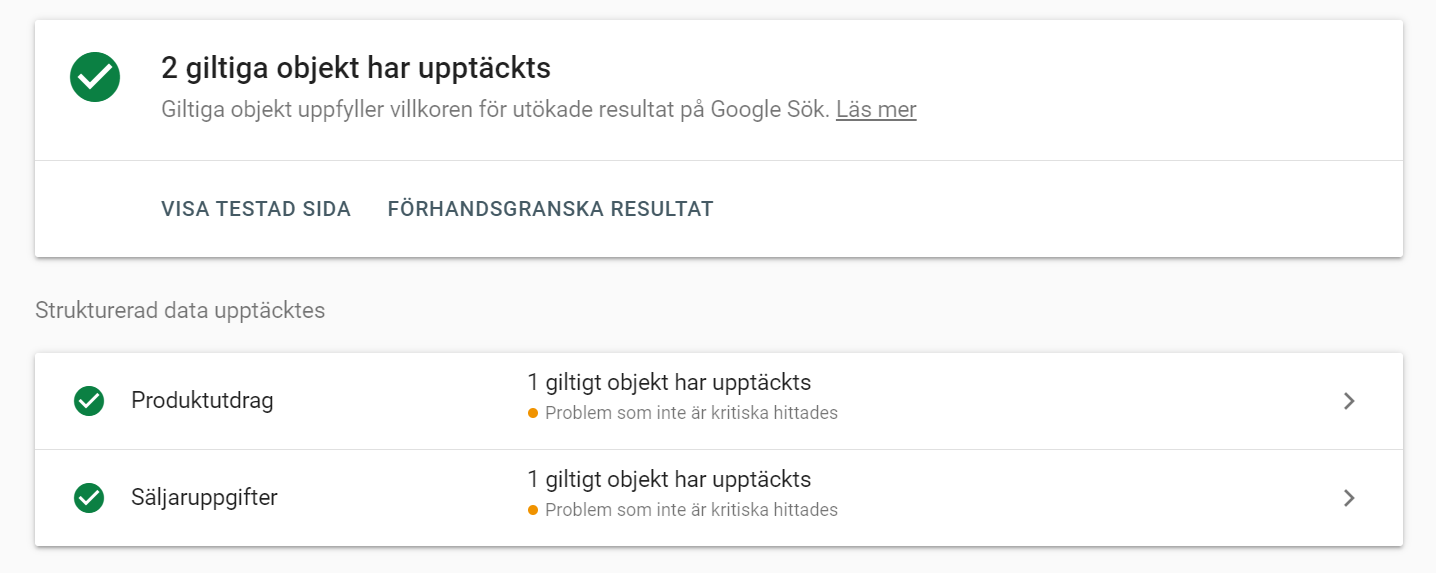 2 giltiga objekt har upptäckts
Giltiga objekt uppfyller villkoren för utökade resultat på Google Sök. Läs mer
VISA TESTAD SIDA FÖRHANDSGRANSKA RESULTAT
Strukturerad data upptäcktes
Produktutdrag
1 giltigt objekt har upptäckts
Problem som inte är kritiska hittades
Säljaruppgifter
1 giltigt objekt har upptäckts
Problem som inte är kritiska hittades